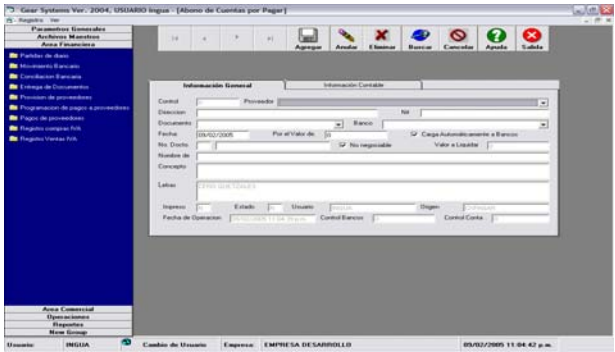 Gear Systems Ver. 2004, USUARIO ingua - [Abono de Cuentas por Pagar]
Registro Ver
Parametros Generales
Archivos Maestros
Area Financiera
Partidas de diario
Movimiento Bancario
Conciliacion Bancaria
Entrega de Documentos
Provision de proveedores
Programacion de pagos a proveedores
Pagos de proveedores
Registro compras IVA
Registro Ventas IVA
Agregar Anular Eliminar Buscar Cancelar Ayuda Salida
Información General Información Contable
Control Proveedor
Direccion Nit
Documento Banco
Fecha 09/02/2005 Por el Valor de: 0 Carga Automáticamente a Bancos
No. Docto. No negociable Valor a Liquidar
Nombre de
Concepto
Letras CERO QUETZALES
Impreso N Estado Usuario INGUA Origen CXPAGAR
Fecha de Operacion Control Bancos Control Conta...
Area Comercial
Operaciones
Reportes
New Group
Usuario: INGUA Cambio de Usuario Empresa: EMPRESA DESARROLLO 09/02/2005 11:04:42 p.m.